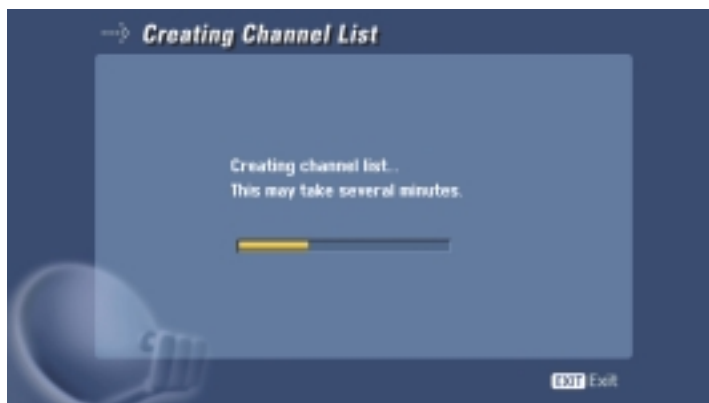 Creating Channel List
Creating channel list...
This may take several minutes.
EXIT Exit